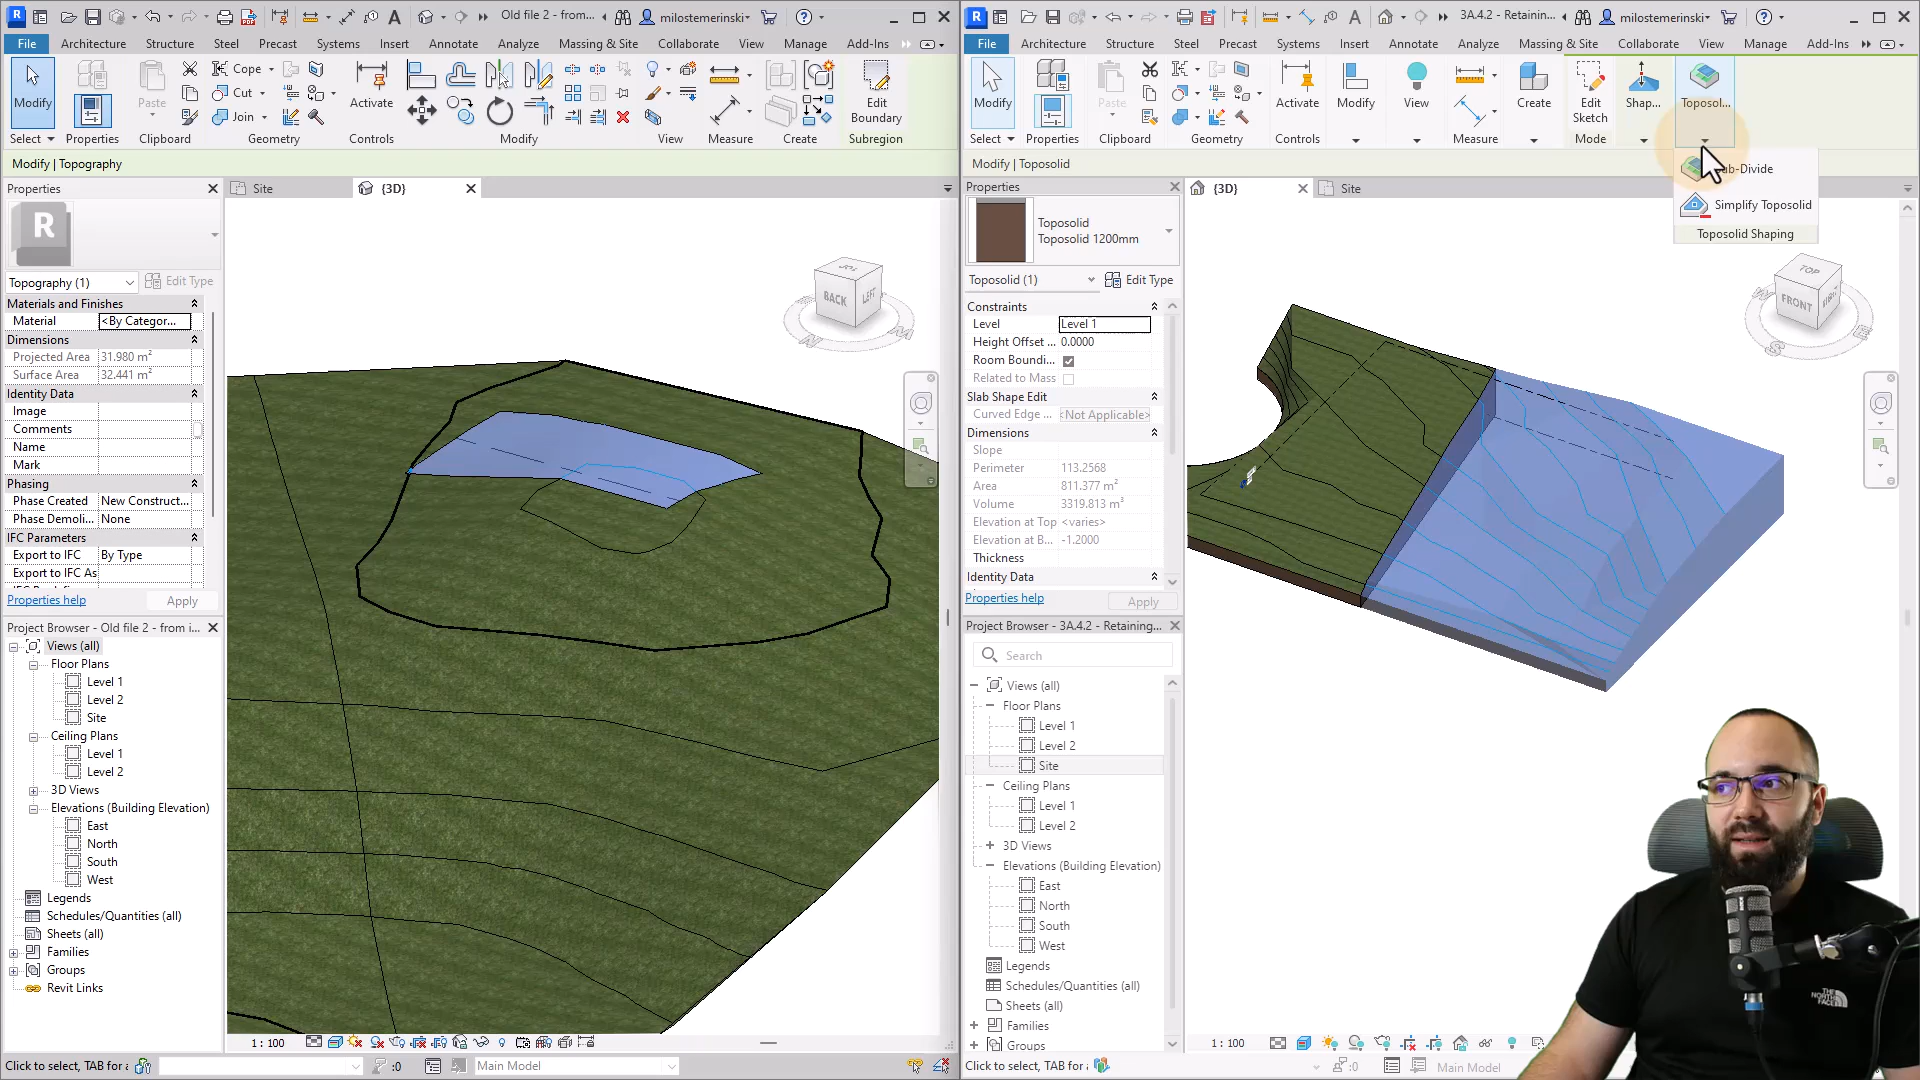 Old file 2 - from...
milostemerinski
File
Architecture
Structure
Steel
Precast
Systems
Insert
Annotate
Analyze
Massing & Site
Collaborate
View
Manage
Add-Ins
Modify
Paste
Cope
Cut
Join
Activate
Edit
Boundary
Select
Properties
Clipboard
Geometry
Controls
Modify
View
Measure
Create
Subregion
Modify | Topography
Properties
Site
{3D}
R
Topography (1)
Edit Type
Materials and Finishes
Material
<By Categor...
Dimensions
Projected Area
31.980 m²
Surface Area
32.441 m²
Identity Data
Image
Comments
Name
Mark
Phasing
Phase Created
New Construct...
Phase Demoli...
None
IFC Parameters
Export to IFC
By Type
Export to IFC As
Properties help
Apply
Project Browser - Old file 2 - from i...
Views (all)
Floor Plans
Level 1
Level 2
Site
Ceiling Plans
Level 1
Level 2
3D Views
Elevations (Building Elevation)
East
North
South
West
Legends
Schedules/Quantities (all)
Sheets (all)
Families
Groups
Revit Links
BACK
LEFT
1 : 100
Click to select, TAB for a
:0
Main Model
3A.4.2 - Retainin...
milostemerinski
File
Architecture
Structure
Steel
Precast
Systems
Insert
Annotate
Analyze
Massing & Site
Collaborate
View
Manage
Add-Ins
Modify
Paste
Activate
Modify
View
Create
Edit
Sketch
Shap...
Toposol...
Select
Properties
Clipboard
Geometry
Controls
Measure
Mode
Modify | Toposolid
ub-Divide
Simplify Toposolid
Toposolid Shaping
Properties
{3D}
Site
Toposolid
Toposolid 1200mm
Toposolid (1)
Edit Type
Constraints
Level
Level 1
Height Offset ...
0.0000
Room Boundi...
Related to Mass
Slab Shape Edit
Curved Edge ...
<Not Applicable>
Dimensions
Slope
Perimeter
113.2568
Area
811.377 m²
Volume
3319.813 m³
Elevation at Top
<varies>
Elevation at B...
-1.2000
Thickness
Identity Data
Properties help
Apply
Project Browser - 3A.4.2 - Retaining...
Search
Views (all)
Floor Plans
Level 1
Level 2
Site
Ceiling Plans
Level 1
Level 2
3D Views
Elevations (Building Elevation)
East
North
South
West
Legends
Schedules/Quantities (all)
Sheets (all)
Families
Groups
TOP
FRONT
RIGHT
W
S
E
1 : 100
Click to select, TAB for a
:0
Main Model
THE
NORTH
FACE